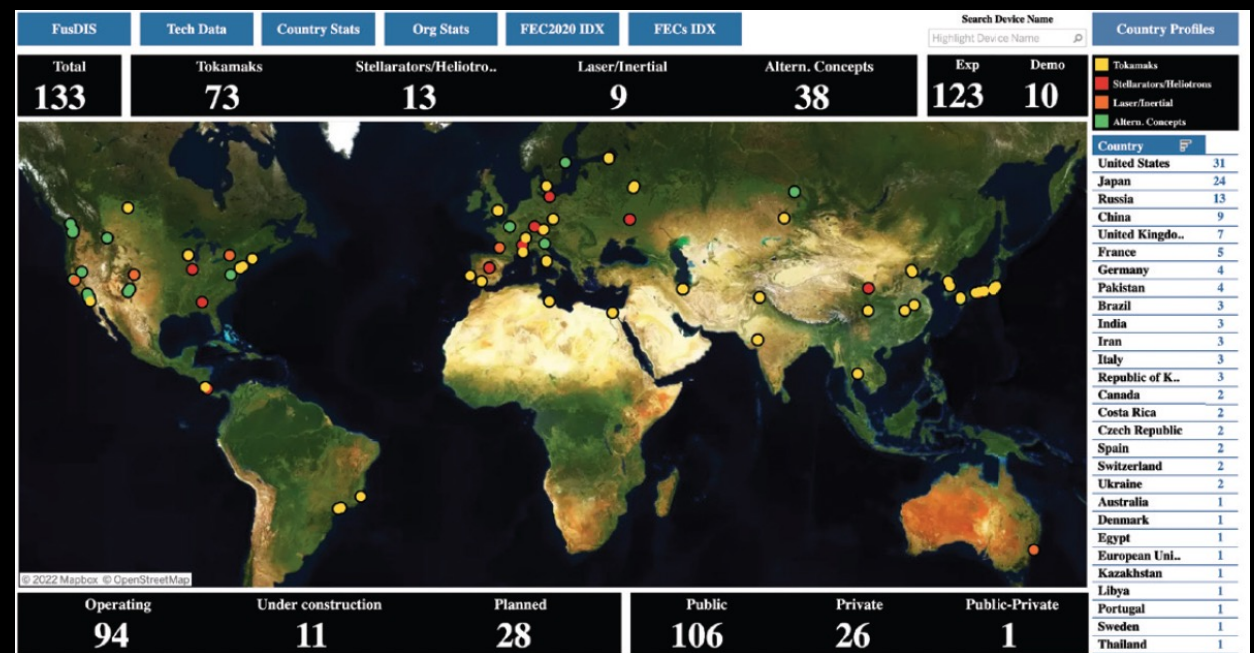 FusDIS
Tech Data
Country Stats
Org Stats
FEC2020 IDX
FECs IDX
Search Device Name
Highlight Device Name
Country Profiles
Total
133
Tokamaks
73
Stellarators/Heliotro..
13
Laser/Inertial
9
Altern. Concepts
38
Exp
123
Demo
10
Tokamaks
Stellarators/Heliotrons
Laser/Inertial
Altern. Concepts
Country
United States 31
Japan 24
Russia 13
China 9
United Kingdo.. 7
France 5
Germany 4
Pakistan 4
Brazil 3
India 3
Iran 3
Italy 3
Republic of K.. 3
Canada 2
Costa Rica 2
Czech Republic 2
Spain 2
Switzerland 2
Ukraine 2
Australia 1
Denmark 1
Egypt 1
European Uni.. 1
Kazakhstan 1
Libya 1
Portugal 1
Sweden 1
Thailand 1
© 2022 Mapbox © OpenStreetMap
Operating
94
Under construction
11
Planned
28
Public
106
Private
26
Public-Private
1